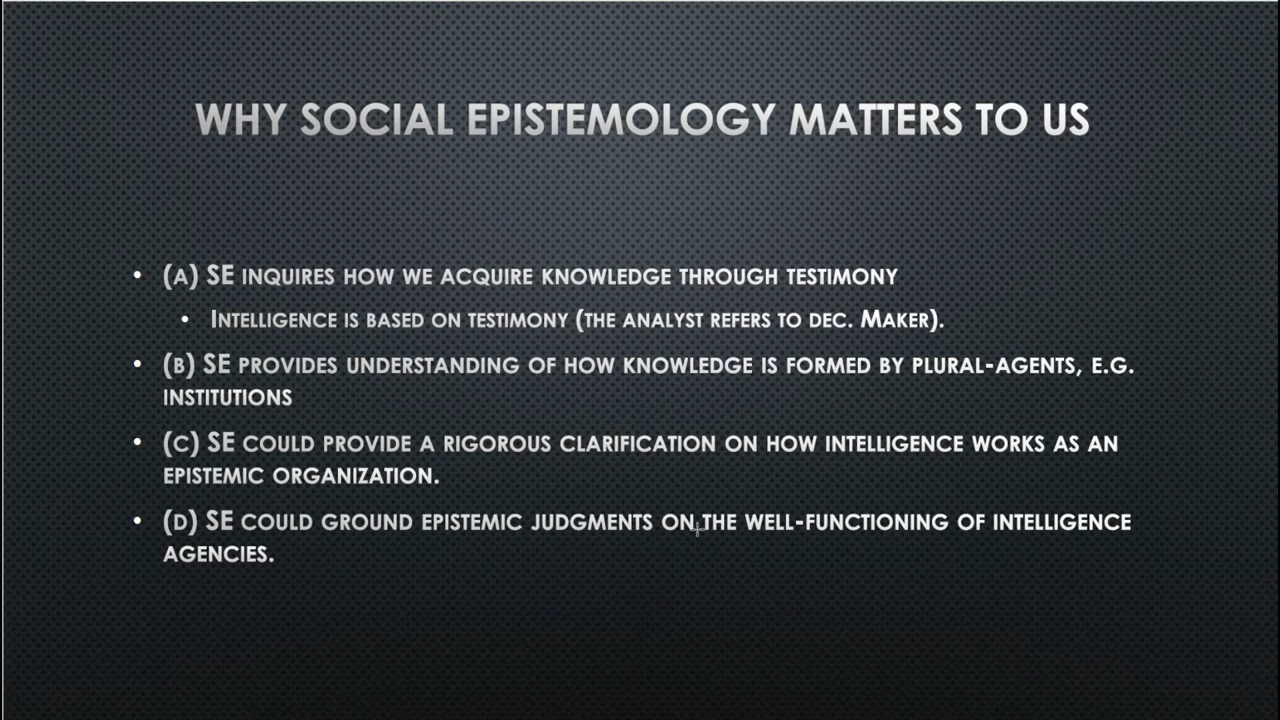 WHY SOCIAL EPISTEMOLOGY MATTERS TO US
• (A) SE INQUIRES HOW WE ACQUIRE KNOWLEDGE THROUGH TESTIMONY
• INTELLIGENCE IS BASED ON TESTIMONY (THE ANALYST REFERS TO DEC. MAKER).
• (B) SE PROVIDES UNDERSTANDING OF HOW KNOWLEDGE IS FORMED BY PLURAL-AGENTS, E.G.
INSTITUTIONS
• (C) SE COULD PROVIDE A RIGOROUS CLARIFICATION ON HOW INTELLIGENCE WORKS AS AN
EPISTEMIC ORGANIZATION.
• (D) SE COULD GROUND EPISTEMIC JUDGMENTS ON THE WELL-FUNCTIONING OF INTELLIGENCE
AGENCIES.